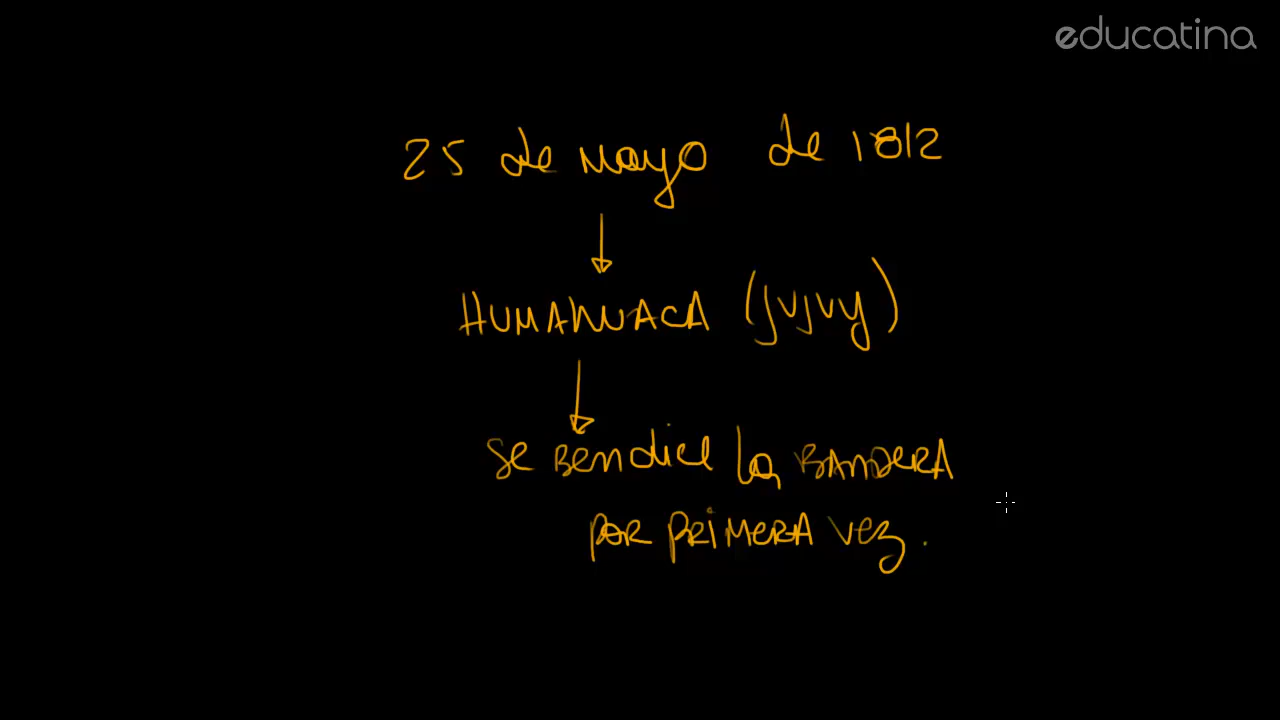 educatina
25 de mayo de 1812
HUMAHUACA (jujuy)
Se BENdice la BANDERA
POR PRIMERA VEZ.